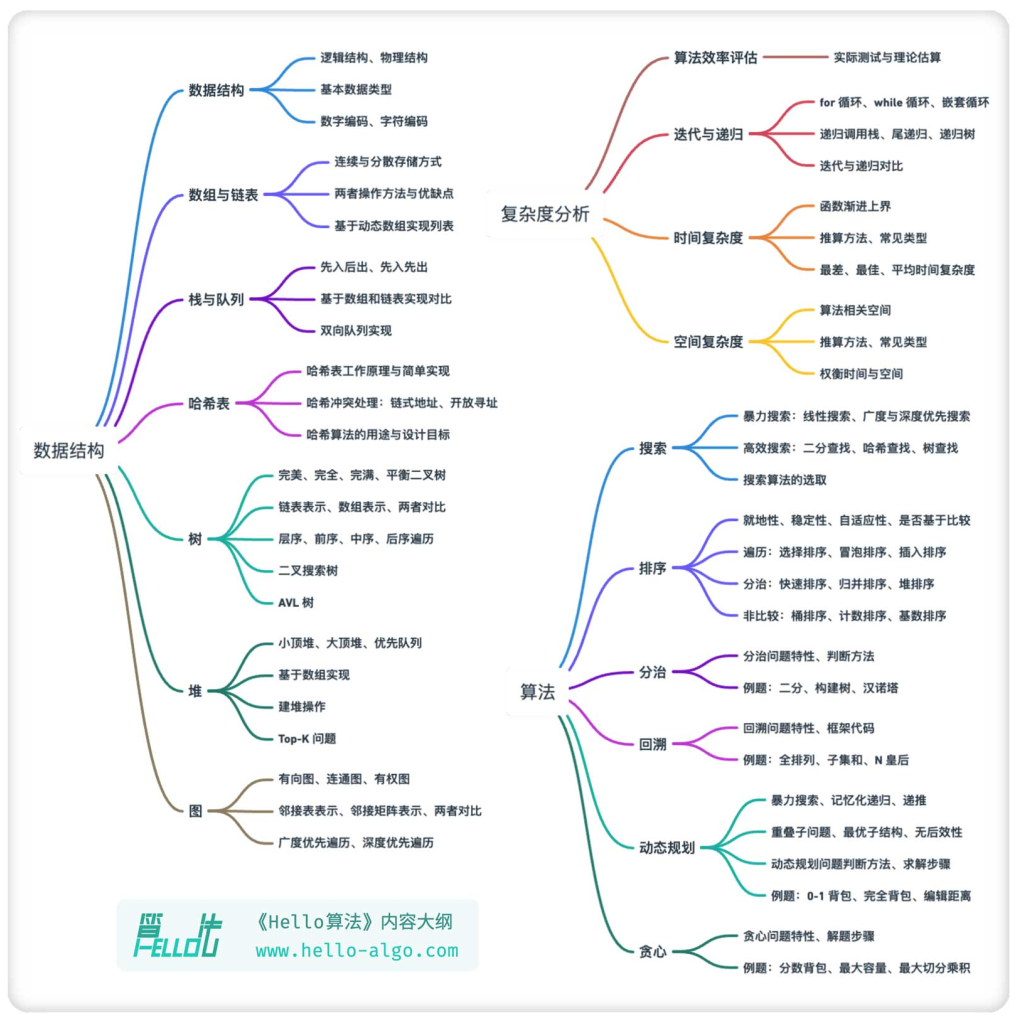 数据结构
数据结构
逻辑结构、物理结构
基本数据类型
数字编码、字符编码
数组与链表
连续与分散存储方式
两者操作方法与优缺点
基于动态数组实现列表
栈与队列
先入后出、先入先出
基于数组和链表实现对比
双向队列实现
哈希表
哈希表工作原理与简单实现
哈希冲突处理：链式地址、开放寻址
哈希算法的用途与设计目标
树
完美、完全、完满、平衡二叉树
链表表示、数组表示、两者对比
层序、前序、中序、后序遍历
二叉搜索树
AVL 树
堆
小顶堆、大顶堆、优先队列
基于数组实现
建堆操作
Top-K 问题
图
有向图、连通图、有权图
邻接表表示、邻接矩阵表示、两者对比
广度优先遍历、深度优先遍历
复杂度分析
算法效率评估
实际测试与理论估算
迭代与递归
for 循环、while 循环、嵌套循环
递归调用栈、尾递归、递归树
迭代与递归对比
时间复杂度
函数渐进上界
推算方法、常见类型
最差、最佳、平均时间复杂度
空间复杂度
算法相关空间
推算方法、常见类型
权衡时间与空间
算法
搜索
暴力搜索：线性搜索、广度与深度优先搜索
高效搜索：二分查找、哈希查找、树查找
搜索算法的选取
排序
就地性、稳定性、自适应性、是否基于比较
遍历：选择排序、冒泡排序、插入排序
分治：快速排序、归并排序、堆排序
非比较：桶排序、计数排序、基数排序
分治
分治问题特性、判断方法
例题：二分、构建树、汉诺塔
回溯
回溯问题特性、框架代码
例题：全排列、子集和、N 皇后
动态规划
暴力搜索、记忆化递归、递推
重叠子问题、最优子结构、无后效性
动态规划问题判断方法、求解步骤
例题：0-1 背包、完全背包、编辑距离
贪心
贪心问题特性、解题步骤
例题：分数背包、最大容量、最大切分乘积
算法
HELLO
《Hello算法》内容大纲
www.hello-algo.com